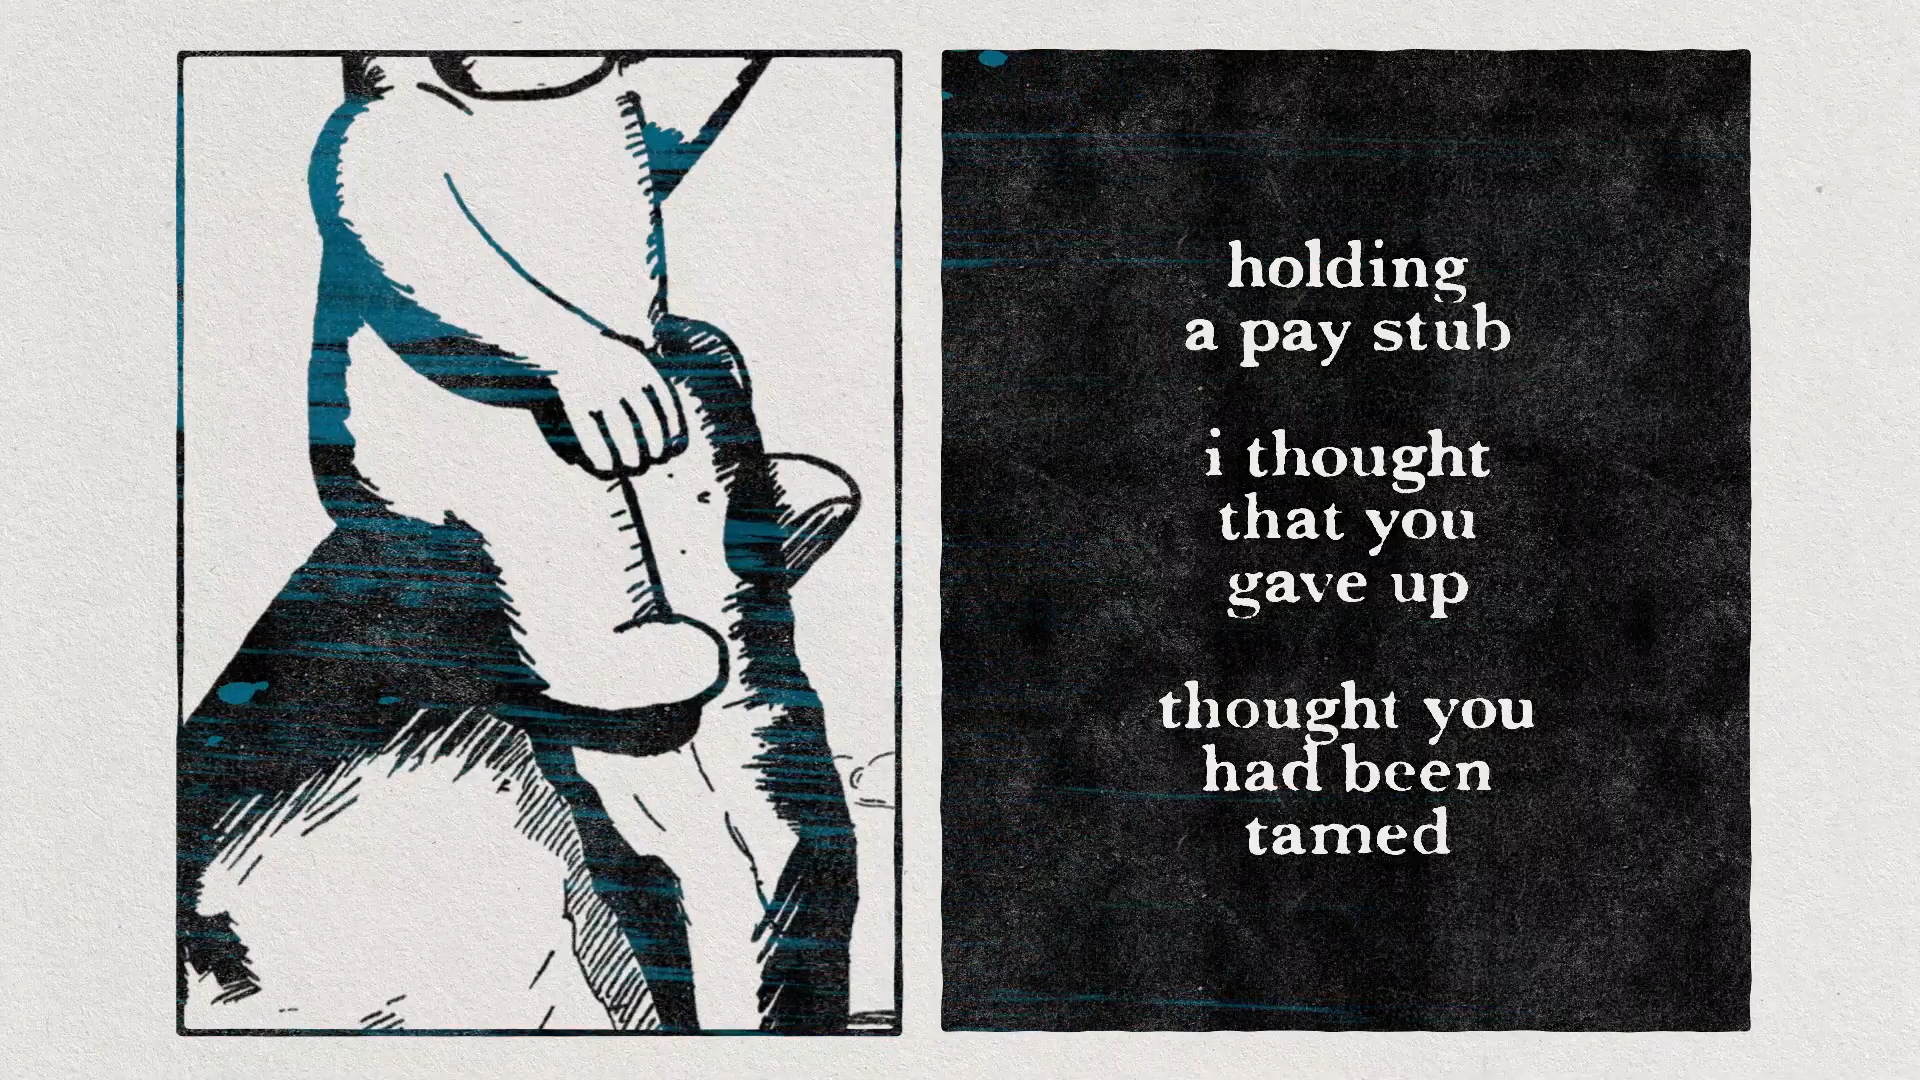 holding
a pay stub
i thought
that you
gave up
thought you
had been
tamed